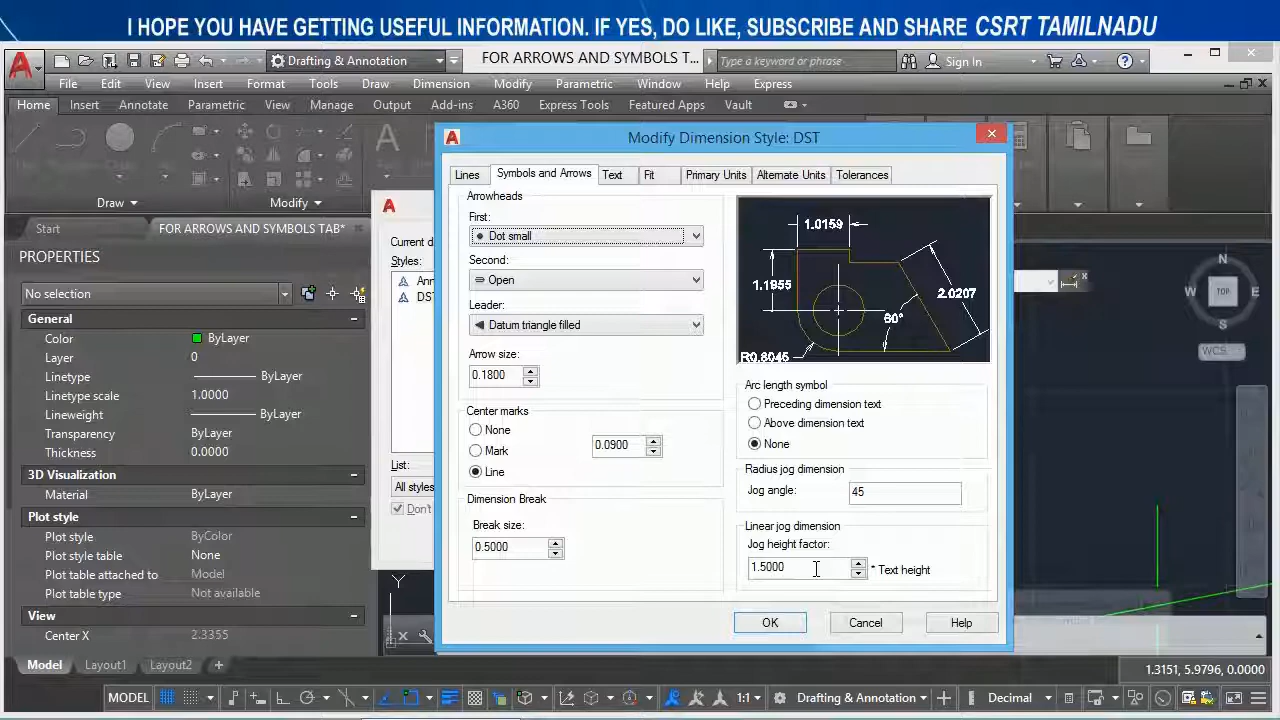 I HOPE YOU HAVE GETTING USEFUL INFORMATION. IF YES, DO LIKE, SUBSCRIBE AND SHARE CSRT TAMILNADU
Drafting & Annotation
FOR ARROWS AND SYMBOLS T...
Type a keyword or phrase
Sign In
File Edit View Insert Format Tools Draw Dimension Modify Parametric Window Help Express
Home Insert Annotate Parametric View Manage Output Add-ins A360 Express Tools Featured Apps Vault
Draw Modify
Start FOR ARROWS AND SYMBOLS TAB*
PROPERTIES
No selection
General
Color ByLayer
Layer 0
Linetype ByLayer
Linetype scale 1.0000
Lineweight ByLayer
Transparency ByLayer
Thickness 0.0000
3D Visualization
Material ByLayer
Plot style
Plot style ByColor
Plot style table None
Plot table attached to Model
Plot table type Not available
View
Center X 2.3355
Current d
Styles:
Ann
DST
List:
All styles
Don't
Modify Dimension Style: DST
Lines Symbols and Arrows Text Fit Primary Units Alternate Units Tolerances
Arrowheads
First:
Dot small
Second:
Open
Leader:
Datum triangle filled
Arrow size:
0.1800
Center marks
None
Mark
0.0900
Line
Dimension Break
Break size:
0.5000
1.0159
1.1955
2.0207
60°
R0.8045
Arc length symbol
Preceding dimension text
Above dimension text
None
Radius jog dimension
Jog angle: 45
Linear jog dimension
Jog height factor:
1.5000 * Text height
OK Cancel Help
N
W TOP E
S
WCS
Y
Model Layout1 Layout2 +
1.3151, 5.9796, 0.0000
MODEL 1:1 Drafting & Annotation Decimal